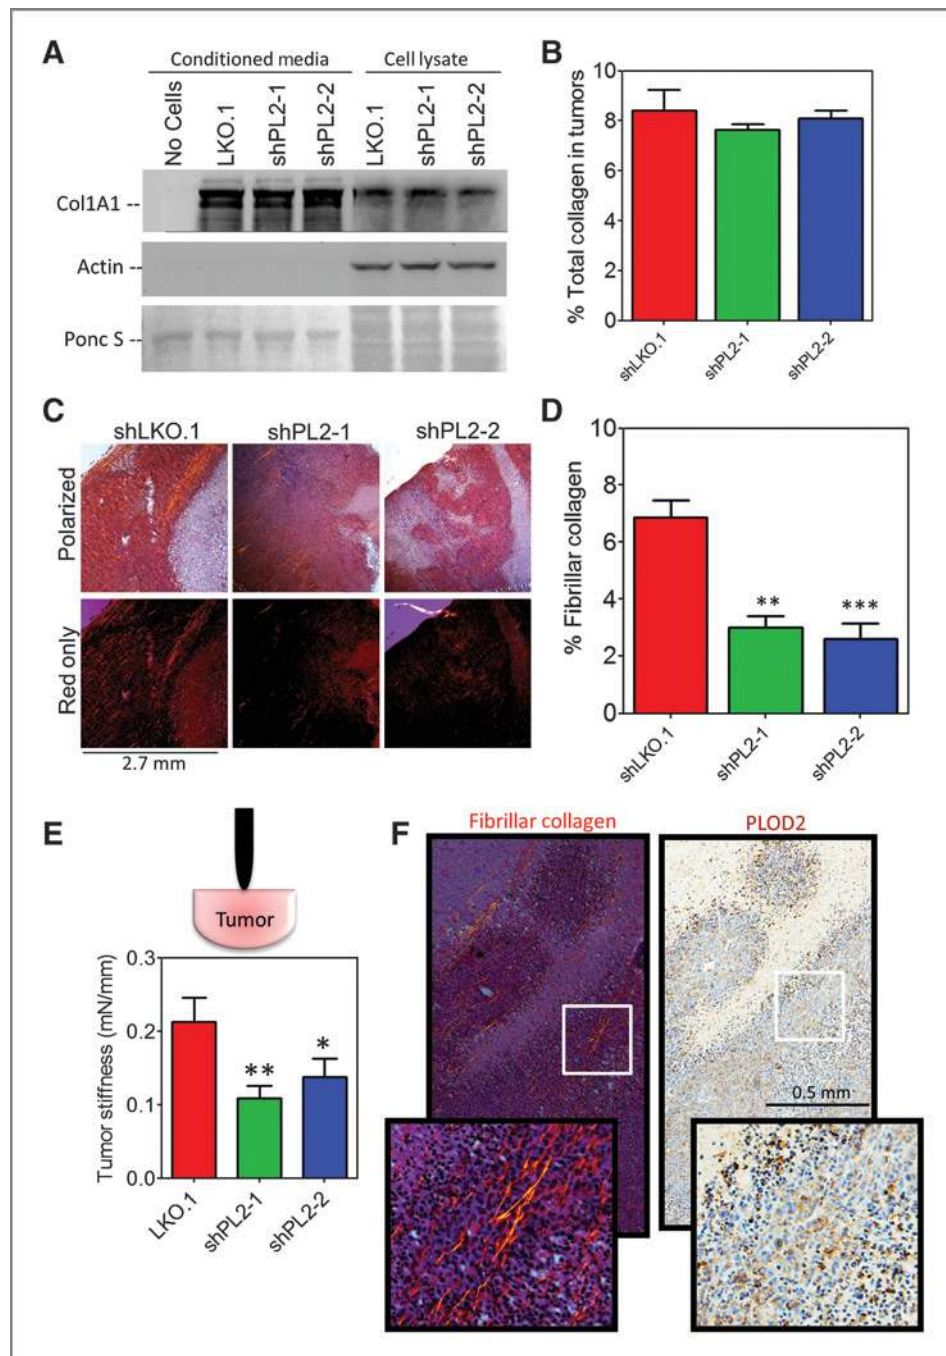 A
Conditioned media
Cell lysate
No Cells
LKO.1
shPL2-1
shPL2-2
LKO.1
shPL2-1
shPL2-2
Col1A1 --
Actin --
Ponc S --
B
% Total collagen in tumors
10
8
6
4
2
0
shLKO.1
shPL2-1
shPL2-2
C
shLKO.1
shPL2-1
shPL2-2
Polarized
Red only
2.7 mm
D
% Fibrillar collagen
10
8
6
4
2
0
**
***
shLKO.1
shPL2-1
shPL2-2
E
Tumor
Tumor stiffness (mN/mm)
0.3
0.2
0.1
0.0
**
*
LKO.1
shPL2-1
shPL2-2
F
Fibrillar collagen
PLOD2
0.5 mm